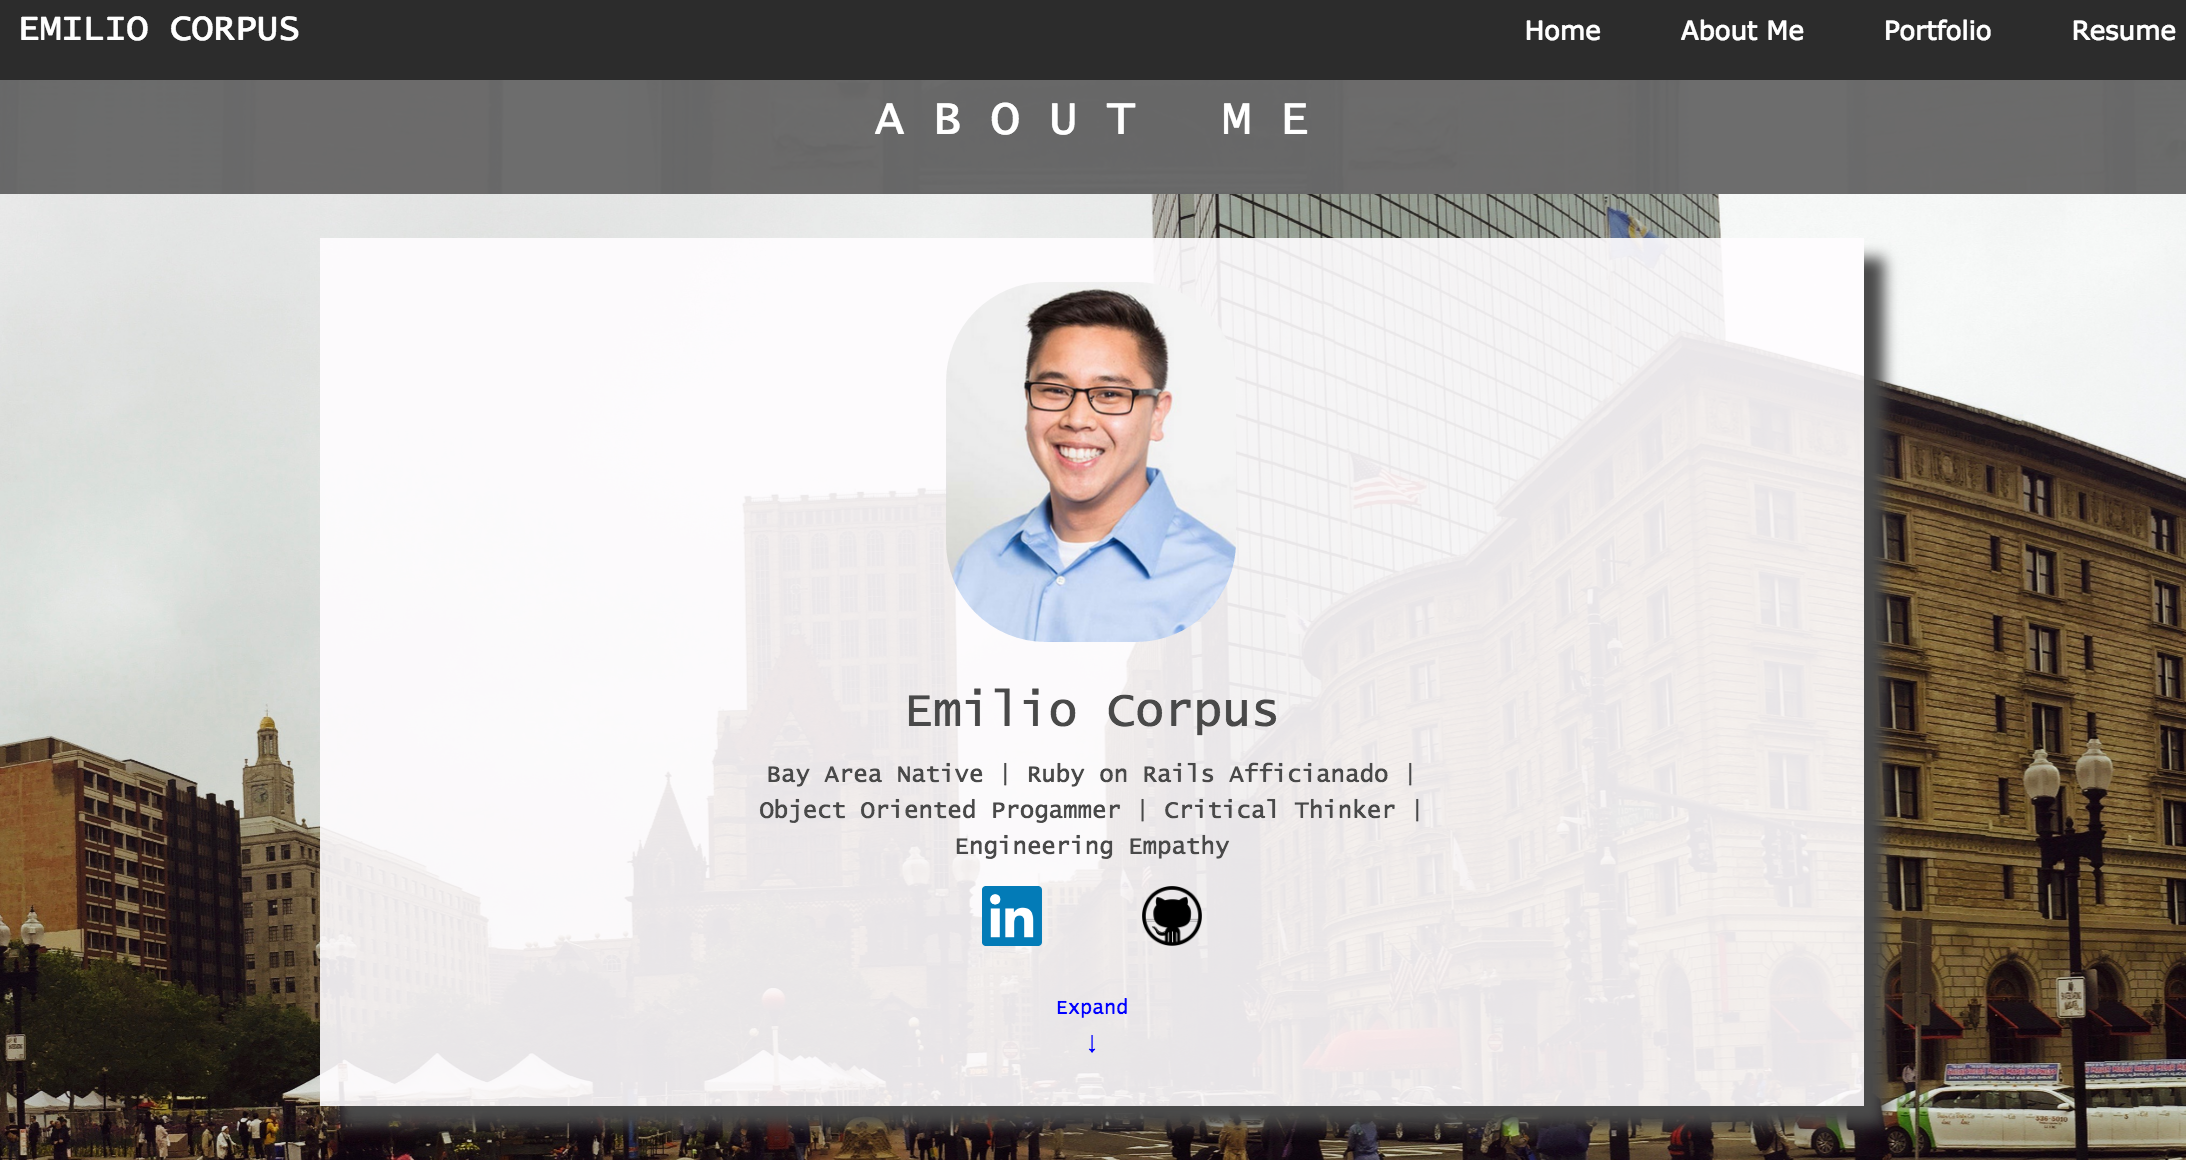 EMILIO CORPUS
Home About Me Portfolio Resume
ABOUT ME
Emilio Corpus
Bay Area Native | Ruby on Rails Afficianado |
Object Oriented Progammer | Critical Thinker |
Engineering Empathy
in
Expand
↓